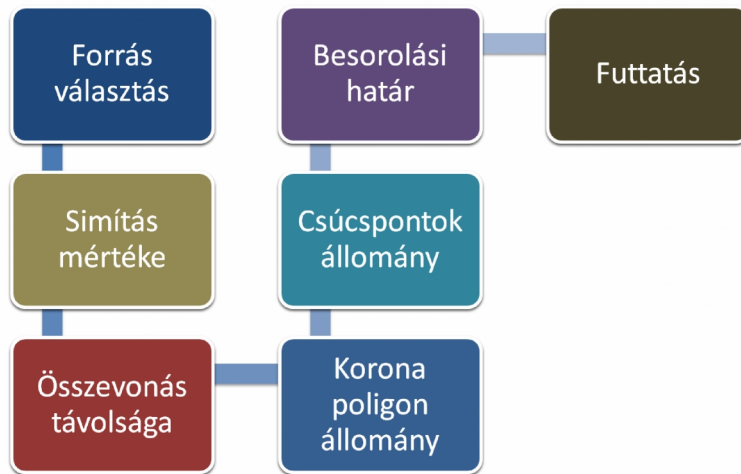 Forrás
választás
Simítás
mértéke
Összevonás
távolsága
Korona
poligon
állomány
Csúcspontok
állomány
Besorolási
határ
Futtatás